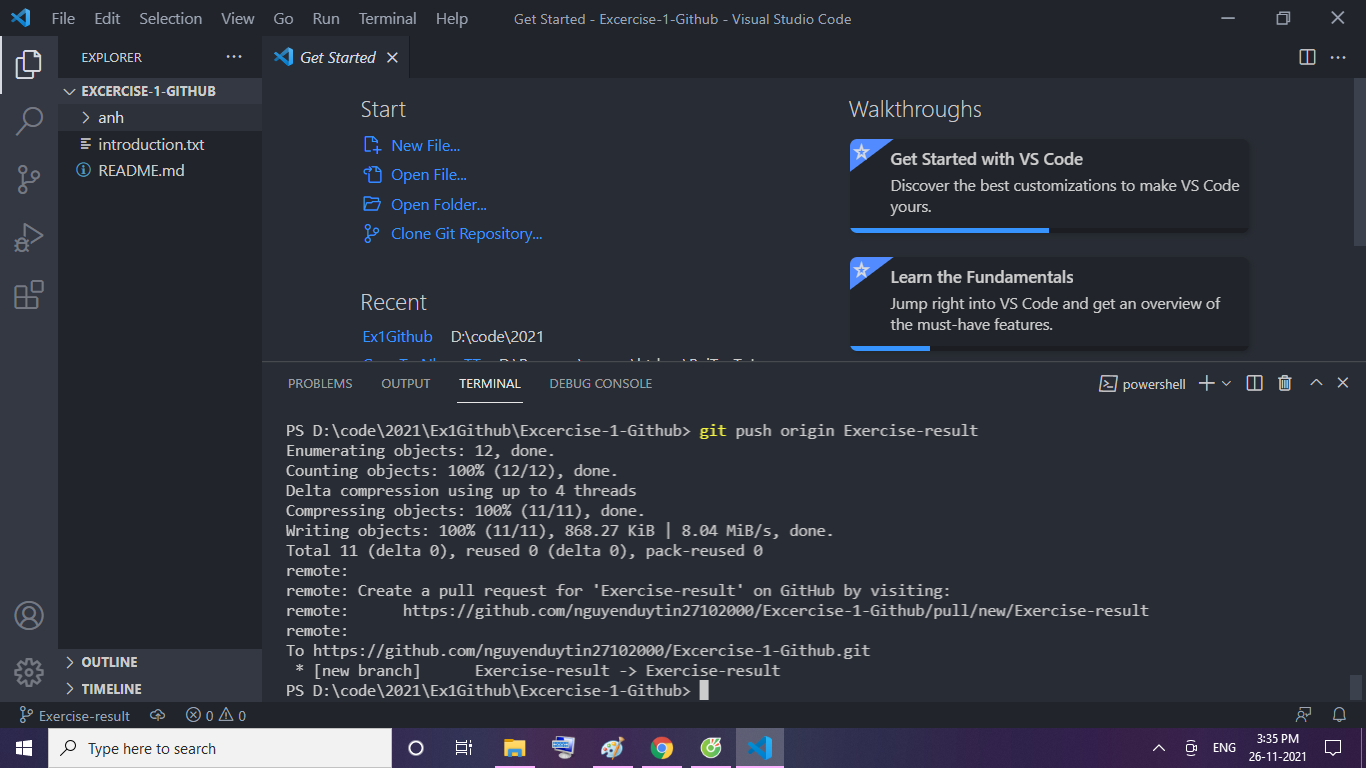 File Edit Selection View Go Run Terminal Help
Get Started - Excercise-1-Github - Visual Studio Code
EXPLORER
EXCERCISE-1-GITHUB
anh
introduction.txt
README.md
OUTLINE
TIMELINE
Get Started
Start
New File...
Open File...
Open Folder...
Clone Git Repository...
Recent
Ex1Github D:\code\2021
Walkthroughs
Get Started with VS Code
Discover the best customizations to make VS Code
yours.
Learn the Fundamentals
Jump right into VS Code and get an overview of
the must-have features.
PROBLEMS OUTPUT TERMINAL DEBUG CONSOLE
powershell
PS D:\code\2021\Ex1Github\Excercise-1-Github> git push origin Exercise-result
Enumerating objects: 12, done.
Counting objects: 100% (12/12), done.
Delta compression using up to 4 threads
Compressing objects: 100% (11/11), done.
Writing objects: 100% (11/11), 868.27 KiB | 8.04 MiB/s, done.
Total 11 (delta 0), reused 0 (delta 0), pack-reused 0
remote:
remote: Create a pull request for 'Exercise-result' on GitHub by visiting:
remote:      https://github.com/nguyenduytin27102000/Excercise-1-Github/pull/new/Exercise-result
remote:
To https://github.com/nguyenduytin27102000/Excercise-1-Github.git
 * [new branch]      Exercise-result -> Exercise-result
PS D:\code\2021\Ex1Github\Excercise-1-Github>
Exercise-result
0 0
Type here to search
ENG
3:35 PM
26-11-2021